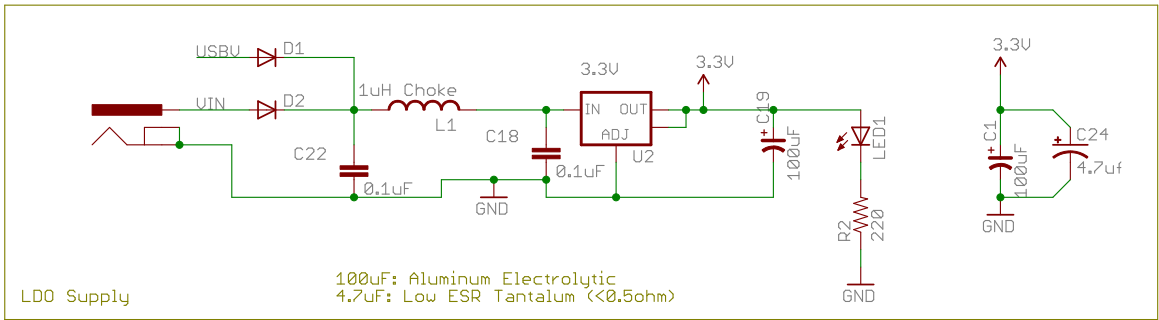 USBV
D1
VIN
D2
1uH Choke
L1
C22
0.1uF
C18
0.1uF
3.3V
IN OUT
ADJ
U2
GND
3.3V
C19
+
100uF
LED1
R2
220
GND
3.3V
C1
+
100uF
C24
+
4.7uf
GND
100uF: Aluminum Electrolytic
4.7uF: Low ESR Tantalum (<0.5ohm)
LDO Supply